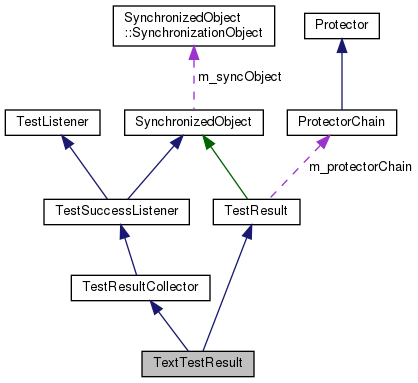 SynchronizedObject
::SynchronizationObject
Protector
m_syncObject
TestListener
SynchronizedObject
ProtectorChain
m_protectorChain
TestSuccessListener
TestResult
TestResultCollector
TextTestResult